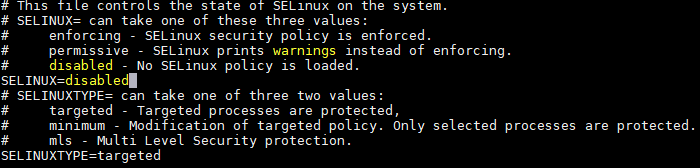 # This file controls the state of SELinux on the system.
# SELINUX= can take one of these three values:
#     enforcing - SELinux security policy is enforced.
#     permissive - SELinux prints warnings instead of enforcing.
#     disabled - No SELinux policy is loaded.
SELINUX=disabled
# SELINUXTYPE= can take one of three two values:
#     targeted - Targeted processes are protected,
#     minimum - Modification of targeted policy. Only selected processes are protected.
#     mls - Multi Level Security protection.
SELINUXTYPE=targeted